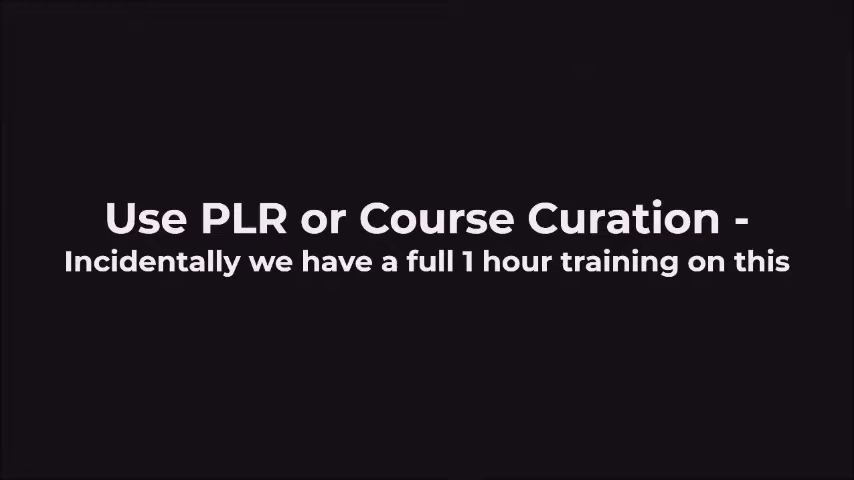 Use PLR or Course Curation -
Incidentally we have a full 1 hour training on this